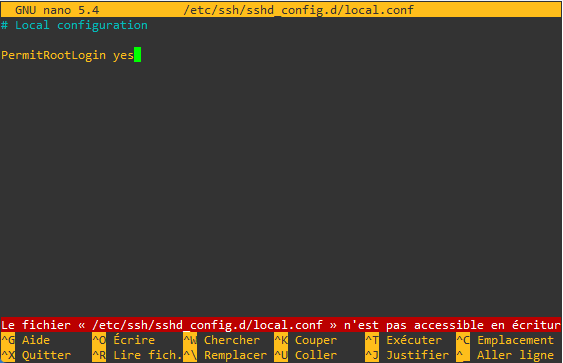 GNU nano 5.4 /etc/ssh/sshd_config.d/local.conf
# Local configuration
PermitRootLogin yes
Le fichier « /etc/ssh/sshd_config.d/local.conf » n'est pas accessible en écritur
^G Aide ^O Écrire ^W Chercher ^K Couper ^T Exécuter ^C Emplacement
^X Quitter ^R Lire fich. ^\ Remplacer ^U Coller ^J Justifier ^_ Aller ligne